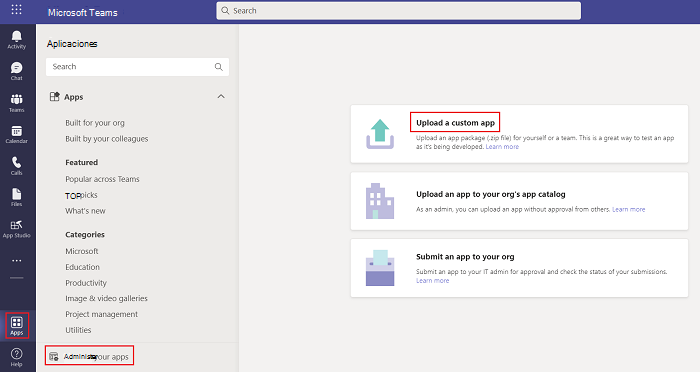 Microsoft Teams
Search
Activity
Chat
Teams
Calendar
Calls
Files
App Studio
...
Apps
Help
Aplicaciones
Search
Apps
Built for your org
Built by your colleagues
Featured
Popular across Teams
TOP picks
What's new
Categories
Microsoft
Education
Productivity
Image & video galleries
Project management
Utilities
your apps
Upload a custom app
Upload an app package (.zip file) for yourself or a team. This is a great way to test an app
as it's being developed. Learn more
Upload an app to your org's app catalog
As an admin, you can upload an app without approval from others. Learn more
Submit an app to your org
Submit an app to your IT admin for approval and check the status of your submissions.
Learn more